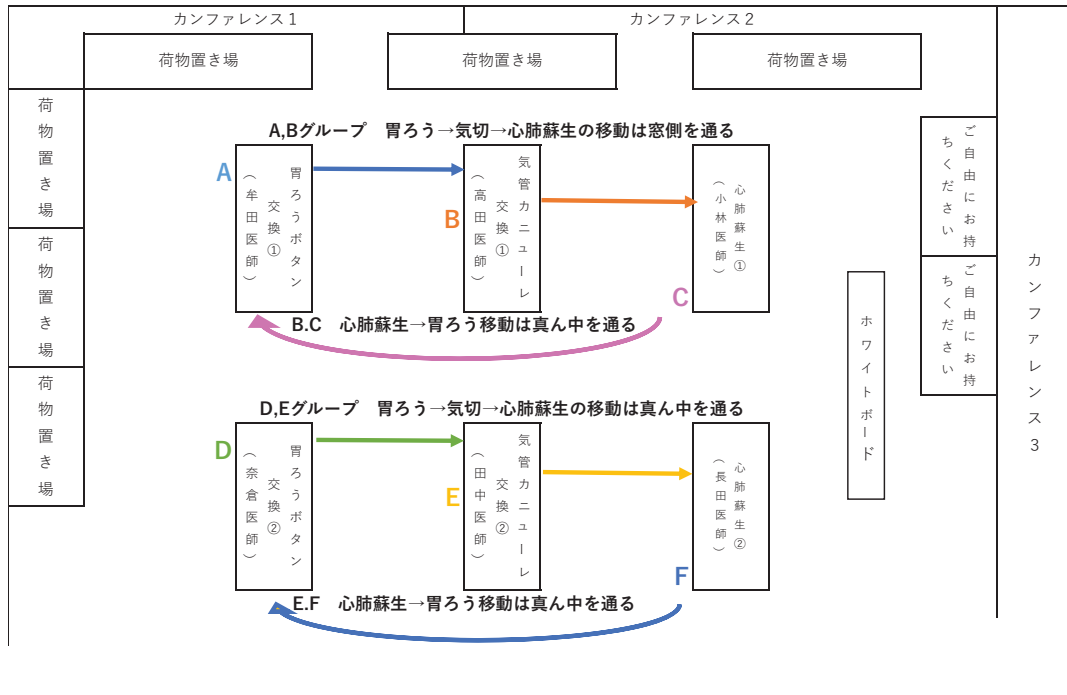 カンファレンス１
カンファレンス２
荷物置き場
荷物置き場
荷物置き場
荷物置き場
荷物置き場
荷物置き場
A,Bグループ　胃ろう→気切→心肺蘇生の移動は窓側を通る
A
胃ろうボタン
交換①
（牟田医師）
B
気管カニューレ
交換①
（高田医師）
心肺蘇生①
（小林医師）
C
B.C　心肺蘇生→胃ろう移動は真ん中を通る
ご自由にお持
ちください
ご自由にお持
ちください
ホワイトボード
カンファレンス３
D,Eグループ　胃ろう→気切→心肺蘇生の移動は真ん中を通る
D
胃ろうボタン
交換②
（奈倉医師）
E
気管カニューレ
交換②
（田中医師）
心肺蘇生②
（長田医師）
F
E.F　心肺蘇生→胃ろう移動は真ん中を通る